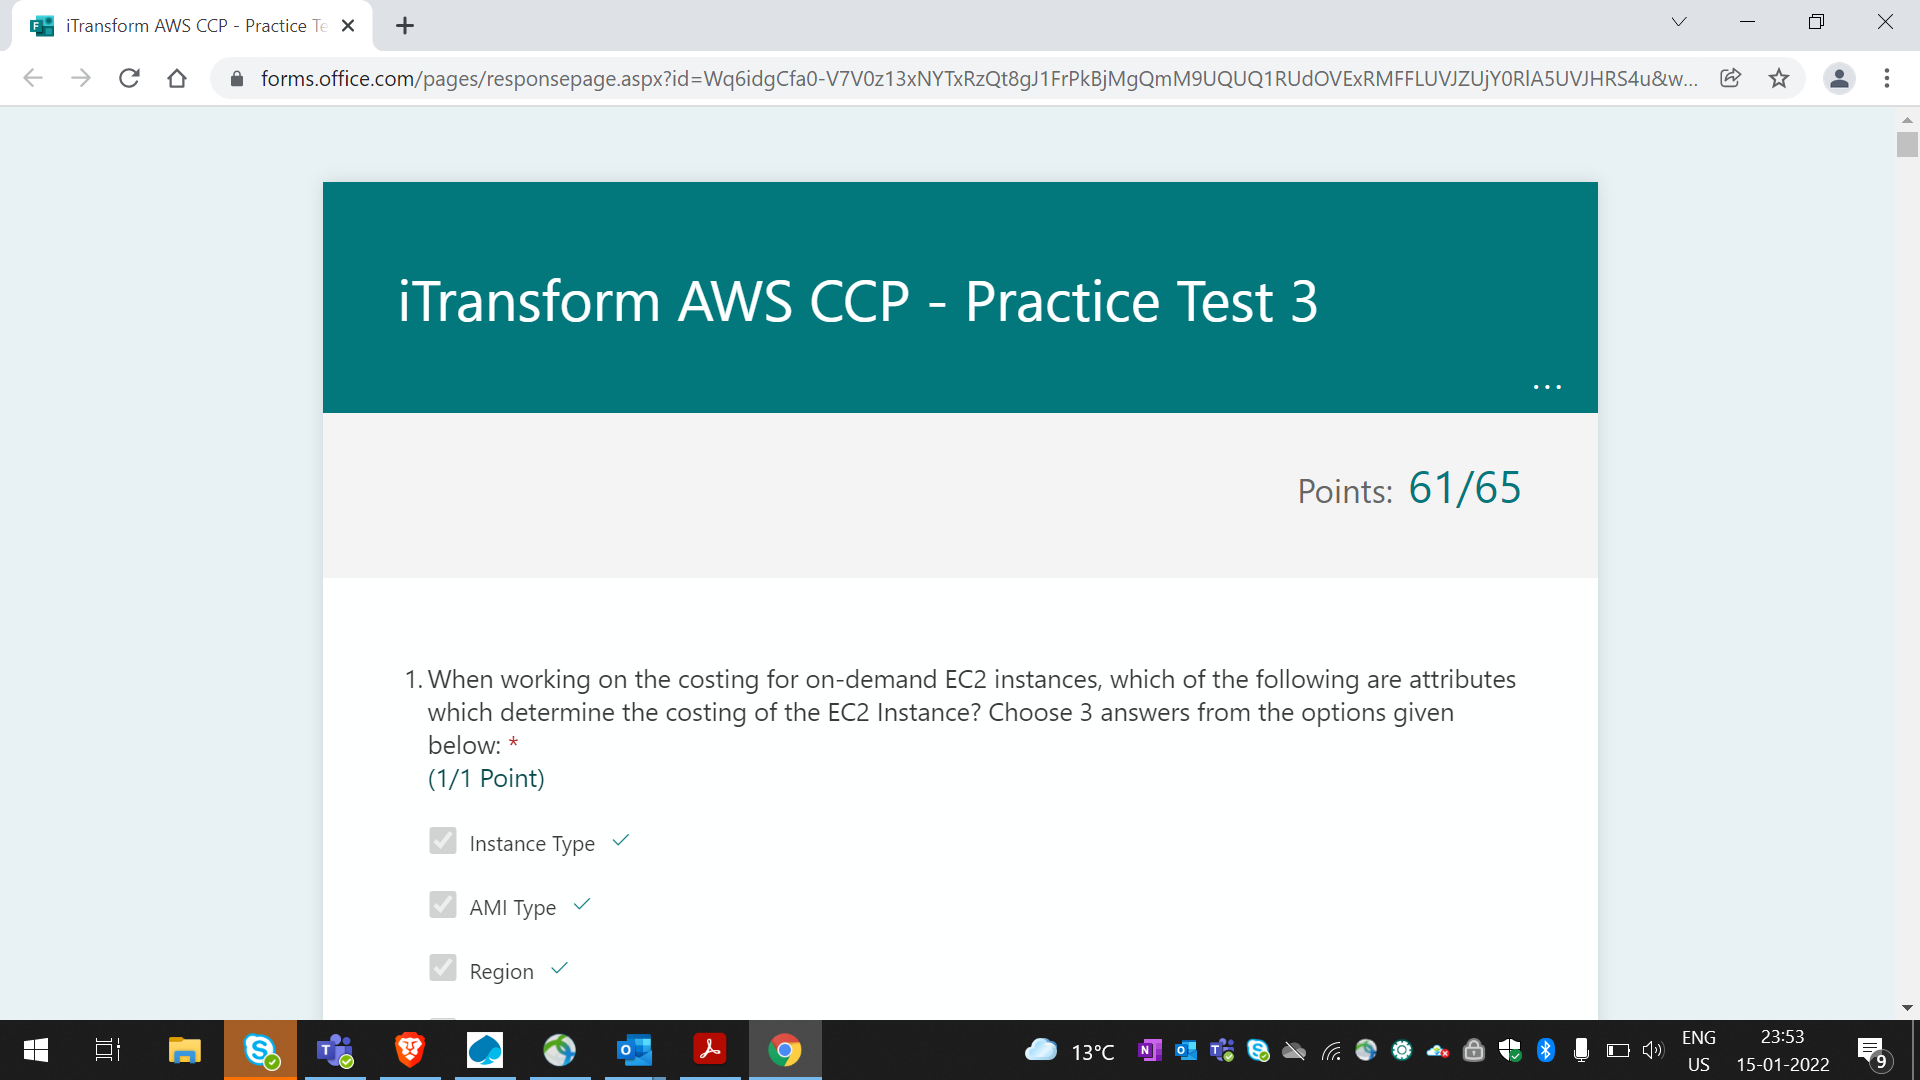 iTransform AWS CCP - Practice Te
forms.office.com/pages/responsepage.aspx?id=Wq6idgCfa0-V7V0z13xNYTxRzQt8gJ1FrPkBjMgQmM9UQUQ1RUdOVExRMFFLUVJZUjY0RlA5UVJHRS4u&w...
iTransform AWS CCP - Practice Test 3
...
Points: 61/65
1. When working on the costing for on-demand EC2 instances, which of the following are attributes
which determine the costing of the EC2 Instance? Choose 3 answers from the options given
below: *
(1/1 Point)
Instance Type
AMI Type
Region
13°C
ENG
US
23:53
15-01-2022
9